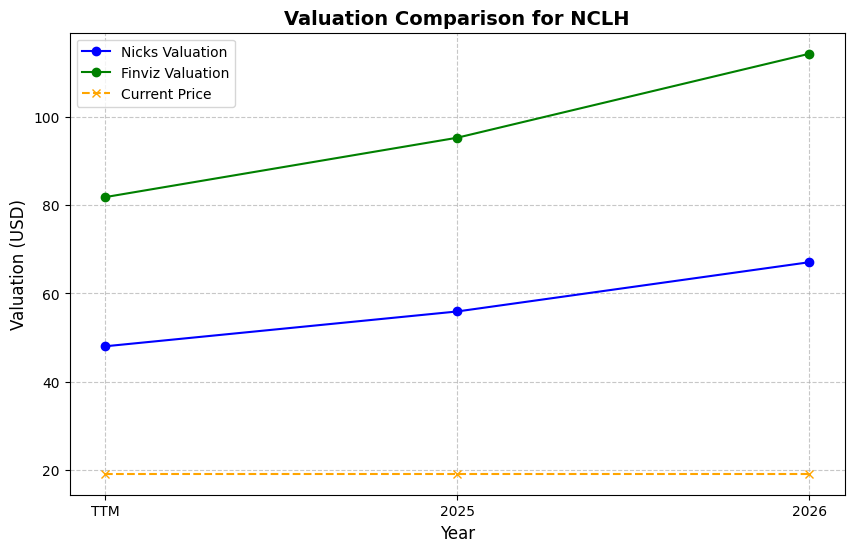 Valuation Comparison for NCLH
Nicks Valuation
Finviz Valuation
Current Price
Valuation (USD)
100
80
60
40
20
TTM
2025
2026
Year